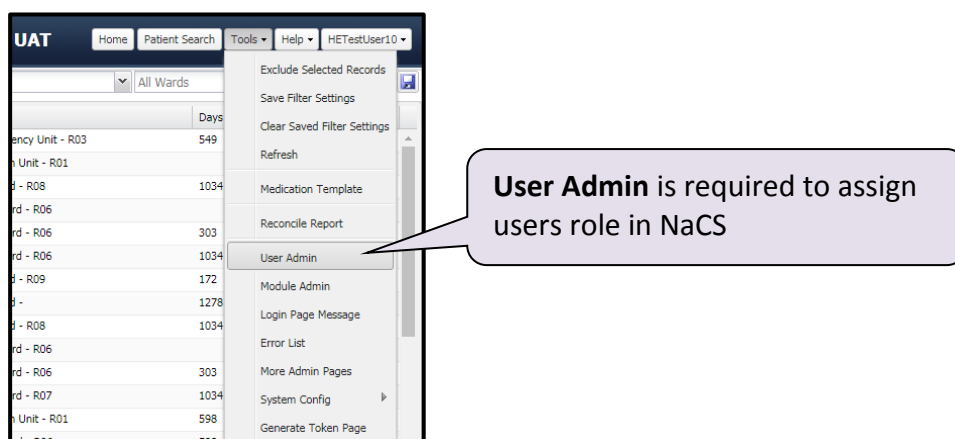 UAT Home Patient Search Tools Help HETestUser10
All Wards
Exclude Selected Records
Save Filter Settings
Clear Saved Filter Settings
Refresh
Medication Template
Reconcile Report
User Admin
Module Admin
Login Page Message
Error List
More Admin Pages
System Config
Generate Token Page
Days
ency Unit - R03 549
Unit - R01
d - R08 1034
rd - R06
rd - R06 303
rd - R06 1034
d - R09 172
d - 1278
d - R08 1034
rd - R06
rd - R06 303
rd - R07 1034
Unit - R01 598
User Admin is required to assign
users role in NaCS